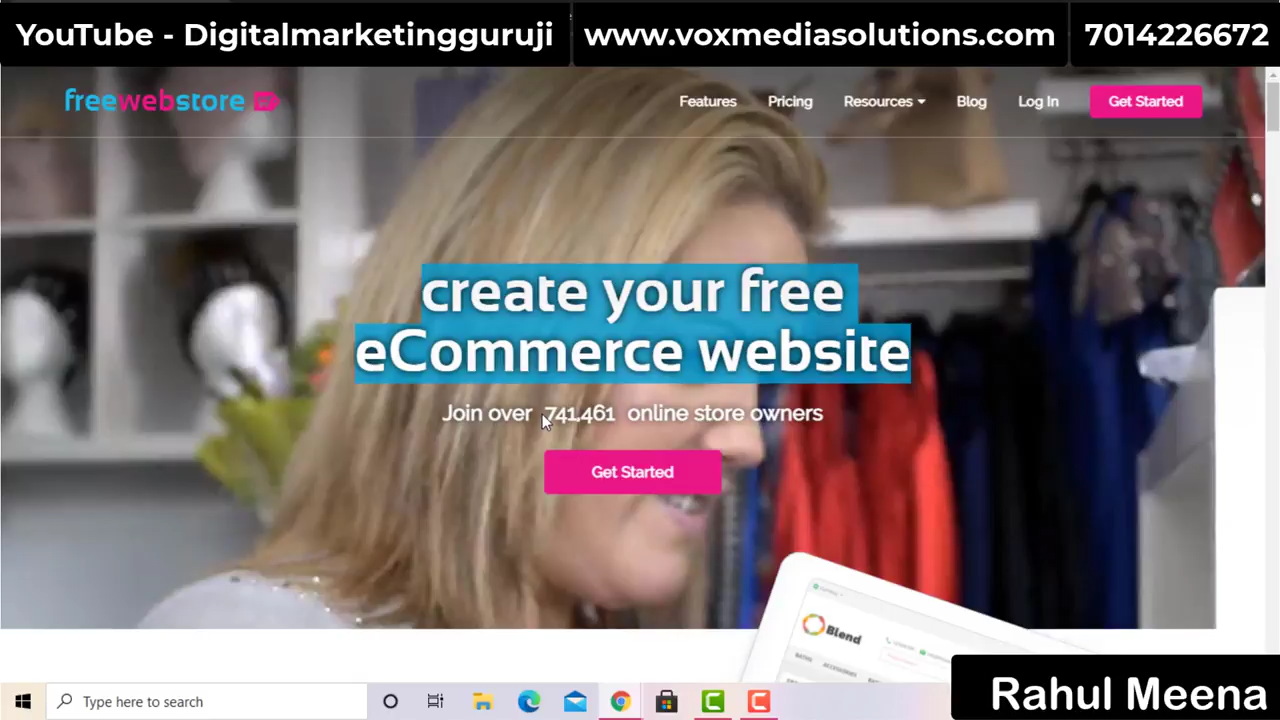 YouTube - Digitalmarketingguruji
www.voxmediasolutions.com
7014226672
freewebstore
Features
Pricing
Resources
Blog
Log In
Get Started
create your free
eCommerce website
Join over 741,461 online store owners
Get Started
Blend
Rahul Meena
Type here to search